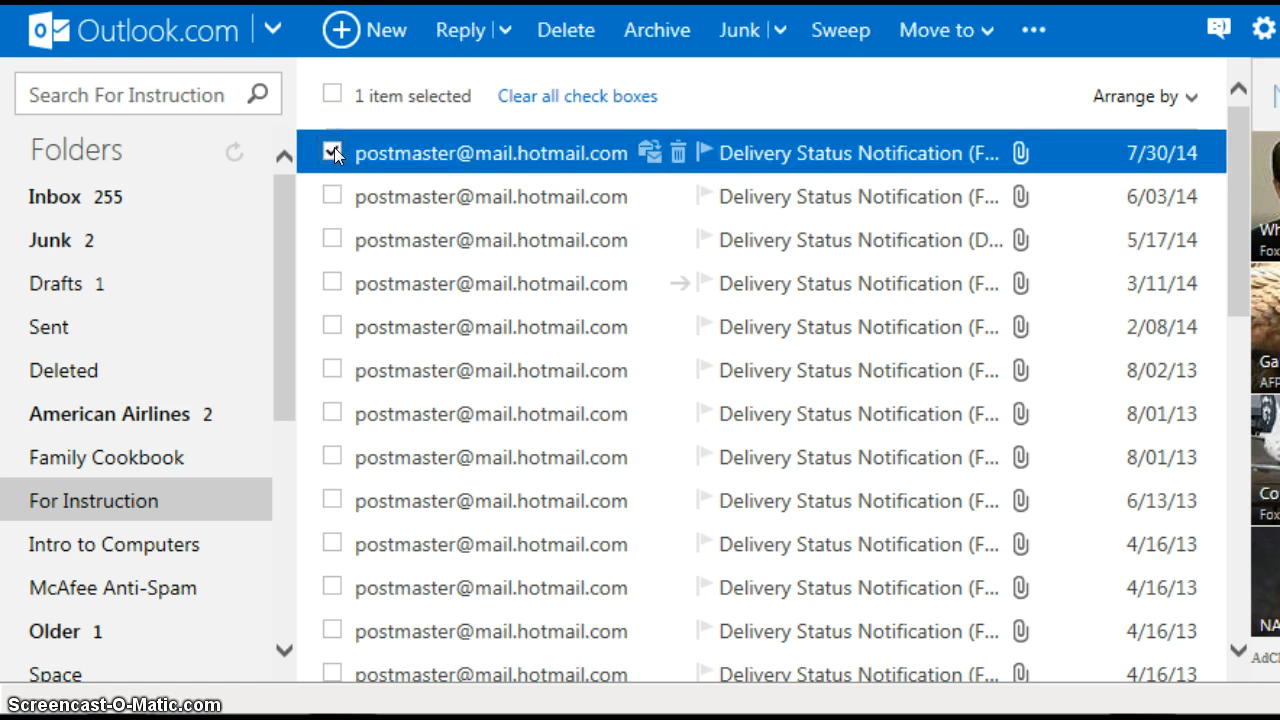 Outlook.com New Reply Delete Archive Junk Sweep Move to •••
Search For Instruction
1 item selected Clear all check boxes Arrange by
Folders
Inbox 255
Junk 2
Drafts 1
Sent
Deleted
American Airlines 2
Family Cookbook
For Instruction
Intro to Computers
McAfee Anti-Spam
Older 1
Space
postmaster@mail.hotmail.com Delivery Status Notification (F... 7/30/14
postmaster@mail.hotmail.com Delivery Status Notification (F... 6/03/14
postmaster@mail.hotmail.com Delivery Status Notification (D... 5/17/14
postmaster@mail.hotmail.com Delivery Status Notification (F... 3/11/14
postmaster@mail.hotmail.com Delivery Status Notification (F... 2/08/14
postmaster@mail.hotmail.com Delivery Status Notification (F... 8/02/13
postmaster@mail.hotmail.com Delivery Status Notification (F... 8/01/13
postmaster@mail.hotmail.com Delivery Status Notification (F... 8/01/13
postmaster@mail.hotmail.com Delivery Status Notification (F... 6/13/13
postmaster@mail.hotmail.com Delivery Status Notification (F... 4/16/13
postmaster@mail.hotmail.com Delivery Status Notification (F... 4/16/13
postmaster@mail.hotmail.com Delivery Status Notification (F... 4/16/13
postmaster@mail.hotmail.com Delivery Status Notification (F... 4/16/13
Wh
Fox
Ga
AFP
Co
Fox
NA
AdCh
Screencast-O-Matic.com